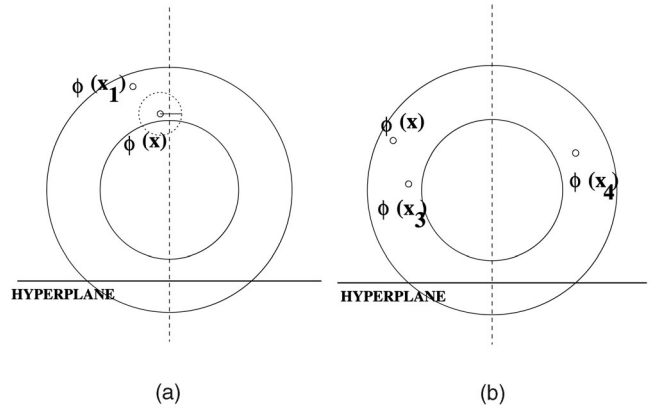 ϕ (x₁)
ϕ (x)
HYPERPLANE
(a)
ϕ (x)
ϕ (x₃)
ϕ (x₄)
HYPERPLANE
(b)